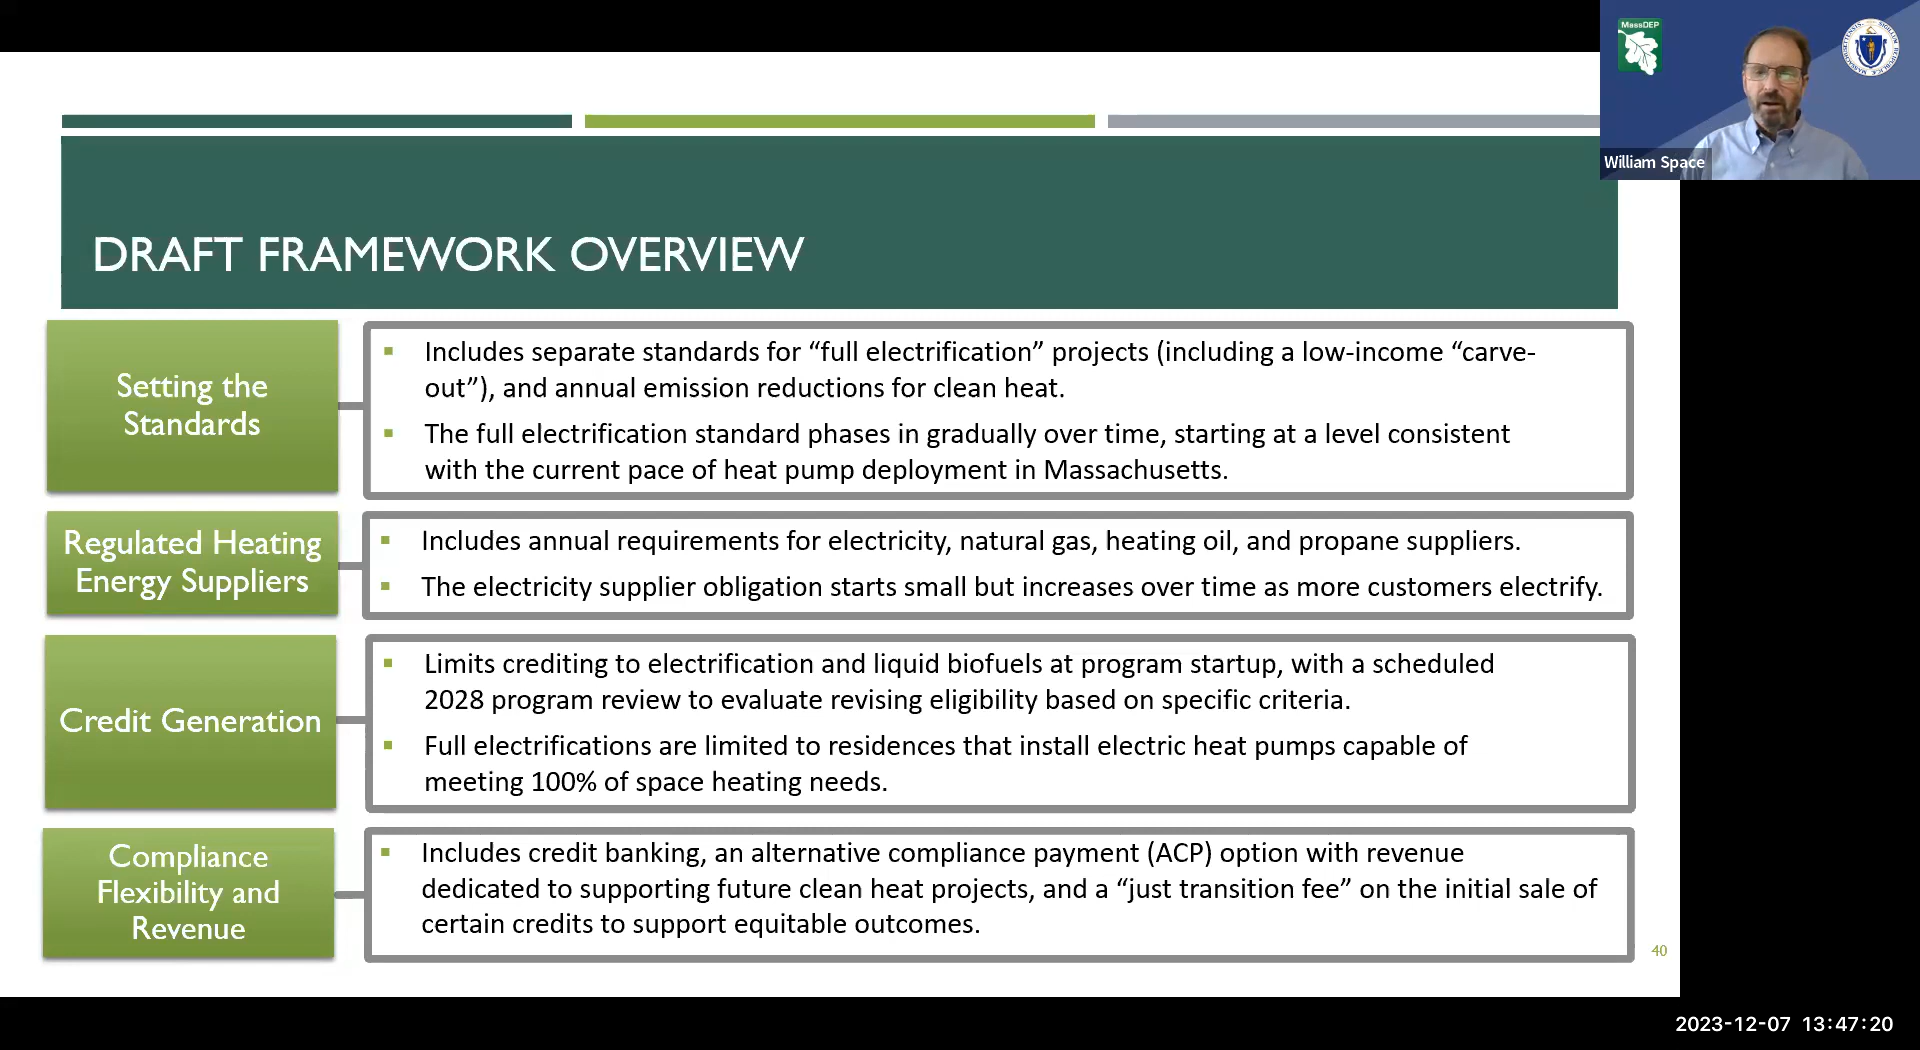 MassDEP
William Space
DRAFT FRAMEWORK OVERVIEW
Setting the
Standards
▪ Includes separate standards for “full electrification” projects (including a low-income “carve-
out”), and annual emission reductions for clean heat.
▪ The full electrification standard phases in gradually over time, starting at a level consistent
with the current pace of heat pump deployment in Massachusetts.
Regulated Heating
Energy Suppliers
▪ Includes annual requirements for electricity, natural gas, heating oil, and propane suppliers.
▪ The electricity supplier obligation starts small but increases over time as more customers electrify.
Credit Generation
▪ Limits crediting to electrification and liquid biofuels at program startup, with a scheduled
2028 program review to evaluate revising eligibility based on specific criteria.
▪ Full electrifications are limited to residences that install electric heat pumps capable of
meeting 100% of space heating needs.
Compliance
Flexibility and
Revenue
▪ Includes credit banking, an alternative compliance payment (ACP) option with revenue
dedicated to supporting future clean heat projects, and a “just transition fee” on the initial sale of
certain credits to support equitable outcomes.
40
2023-12-07 13:47:20